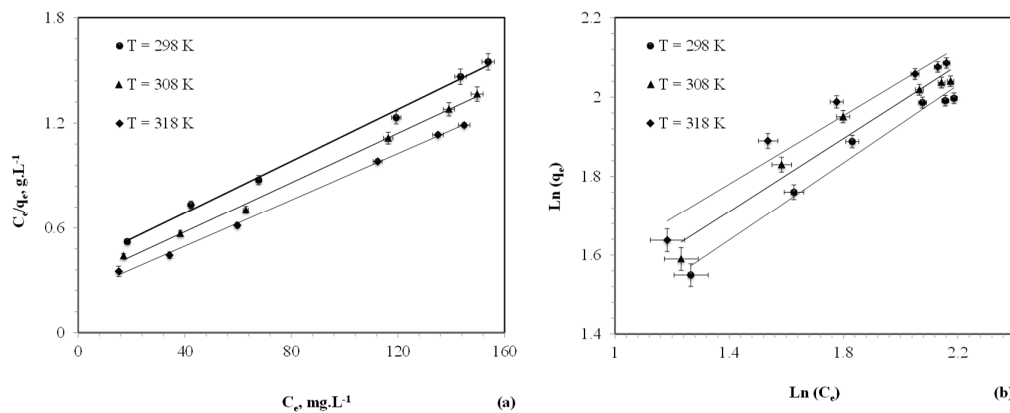 1.8
1.2
0.6
0
0
40
80
120
160
T = 298 K
T = 308 K
T = 318 K
Cₑ/qₑ, g.L⁻¹
Cₑ, mg.L⁻¹
(a)
2.2
2
1.8
1.6
1.4
1
1.4
1.8
2.2
T = 298 K
T = 308 K
T = 318 K
Ln (qₑ)
Ln (Cₑ)
(b)